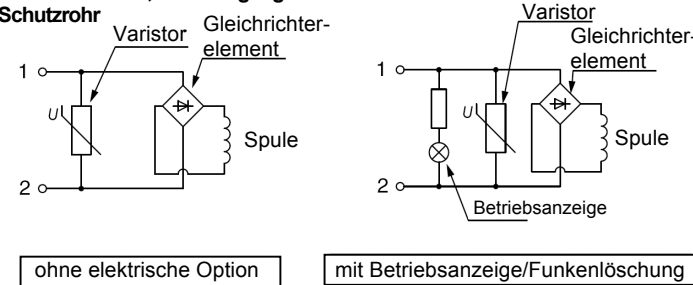 Schutzrohr
Varistor
Gleichrichter-
element
1
U
Spule
2
ohne elektrische Option
Varistor
Gleichrichter-
element
1
U
Spule
2
Betriebsanzeige
mit Betriebsanzeige/Funkenlöschung